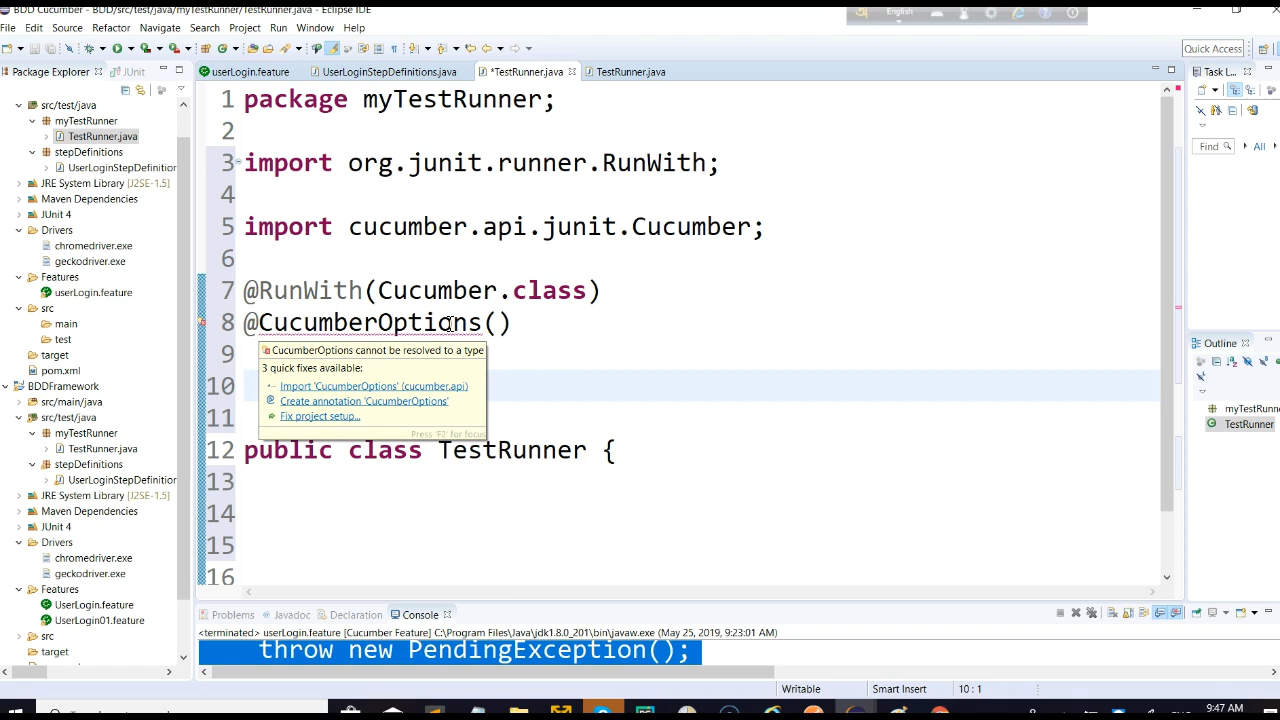 BDD Cucumber - BDD/src/test/java/myTestRunner/TestRunner.java - Eclipse IDE
English
File Edit Source Refactor Navigate Search Project Run Window Help
Quick Access
Package Explorer
JUnit
userLogin.feature
UserLoginStepDefinitions.java
*TestRunner.java
TestRunner.java
Task L...
src/test/java
myTestRunner
TestRunner.java
stepDefinitions
UserLoginStepDefinition
JRE System Library [J2SE-1.5]
Maven Dependencies
JUnit 4
Drivers
chromedriver.exe
geckodriver.exe
Features
userLogin.feature
src
main
test
target
pom.xml
BDDFramework
src/main/java
src/test/java
myTestRunner
TestRunner.java
stepDefinitions
UserLoginStepDefinition
JRE System Library [J2SE-1.5]
Maven Dependencies
JUnit 4
Drivers
chromedriver.exe
geckodriver.exe
Features
UserLogin.feature
UserLogin01.feature
src
target
1 package myTestRunner;
2
3 import org.junit.runner.RunWith;
4
5 import cucumber.api.junit.Cucumber;
6
7 @RunWith(Cucumber.class)
8 @CucumberOptions()
9
10
11
12 public class TestRunner {
13
14
15
16
CucumberOptions cannot be resolved to a type
3 quick fixes available:
Import 'CucumberOptions' (cucumber.api)
Create annotation 'CucumberOptions'
Fix project setup...
Press 'F2' for focus
Find
All
Outline
myTestRunn
TestRunner
Problems
Javadoc
Declaration
Console
<terminated> userLogin.feature [Cucumber Feature] C:\Program Files\Java\jdk1.8.0_201\bin\javaw.exe (May 25, 2019, 9:23:01 AM)
throw new PendingException();
Writable
Smart Insert
10 : 1
9:47 AM